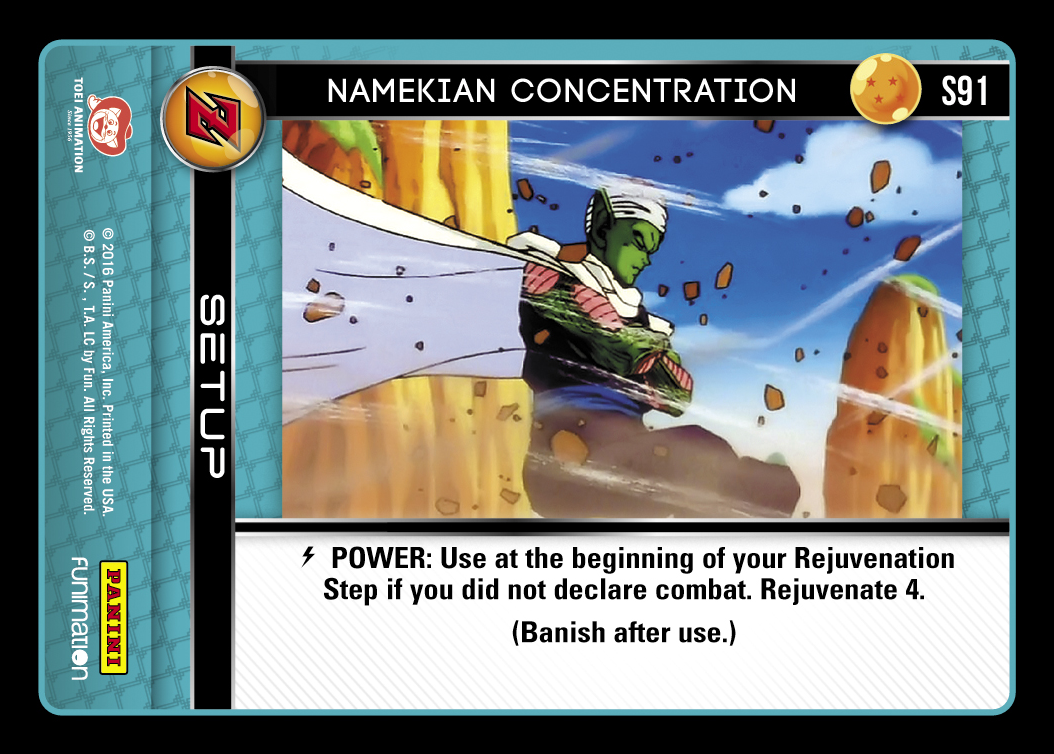 NAMEKIAN CONCENTRATION
S91
SETUP
POWER: Use at the beginning of your Rejuvenation
Step if you did not declare combat. Rejuvenate 4.
(Banish after use.)
TOEI ANIMATION
Since 1956
© 2016 Panini America, Inc. Printed in the USA.
© B.S. / S., T.A. LC by Fun. All Rights Reserved.
PANINI
FUNIMATION